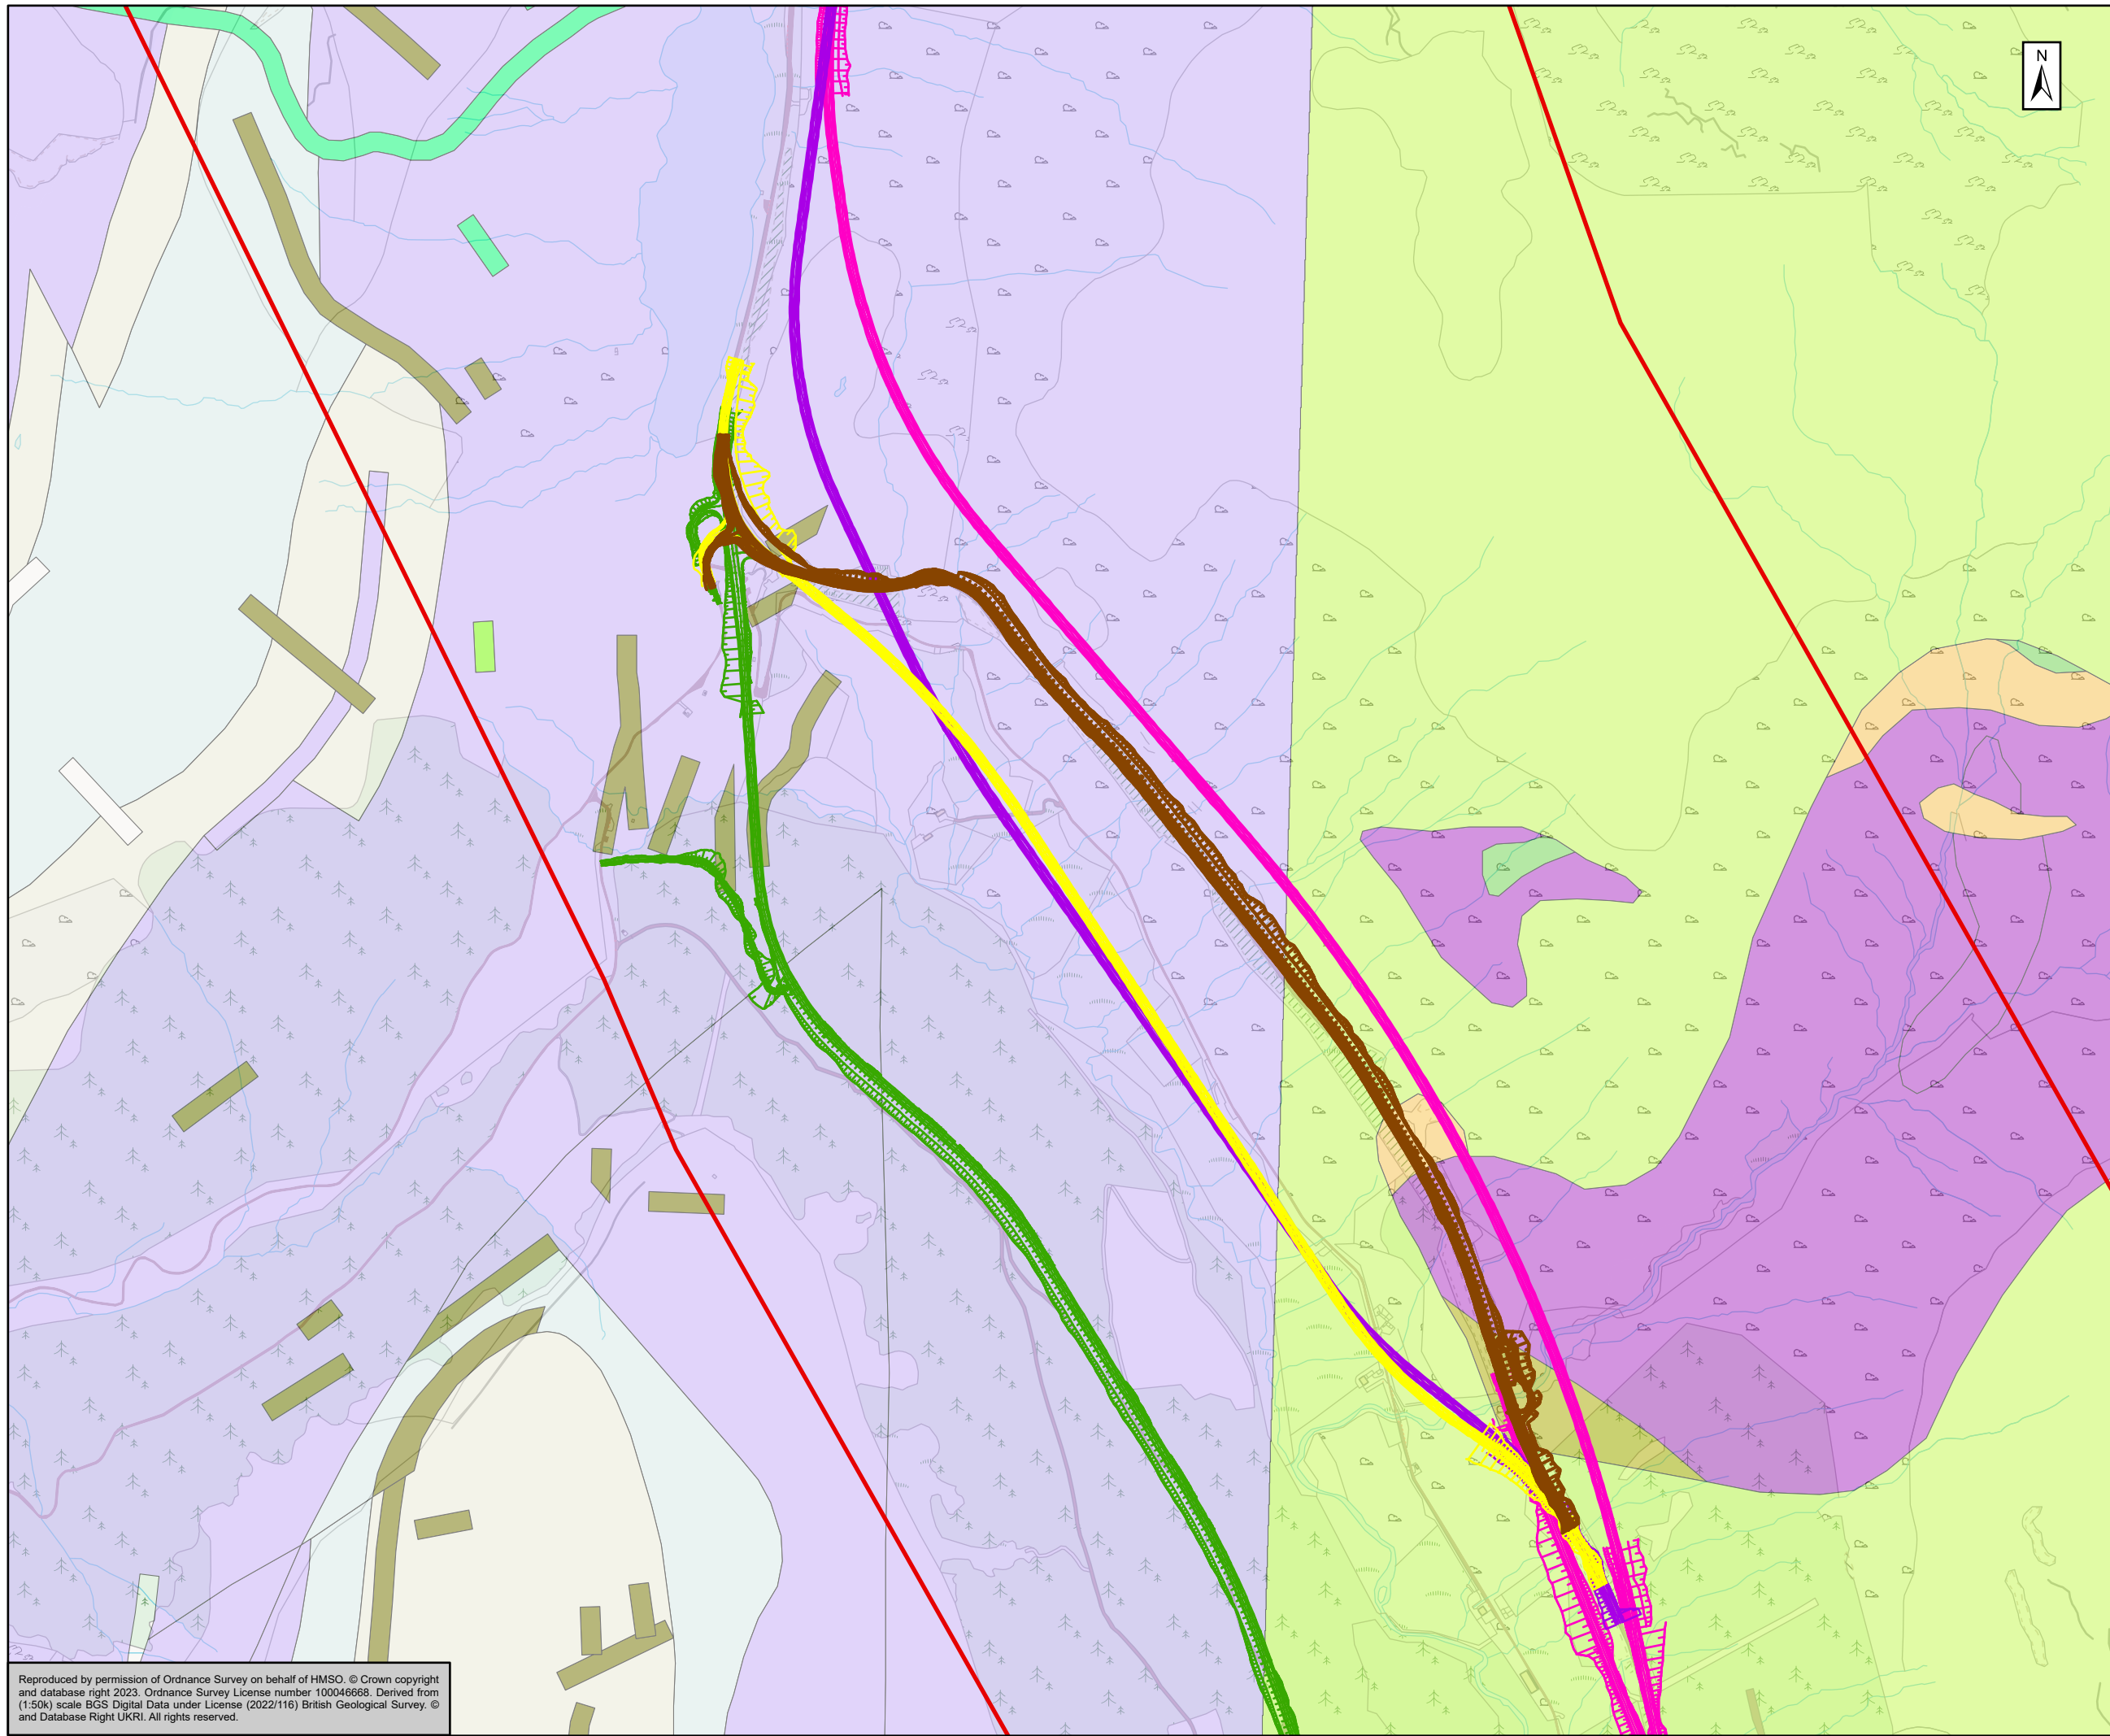 N
Reproduced by permission of Ordnance Survey on behalf of HMSO. © Crown copyright
and database right 2023. Ordnance Survey License number 100046668. Derived from
(1:50k) scale BGS Digital Data under License (2022/116) British Geological Survey. ©
and Database Right UKRI. All rights reserved.